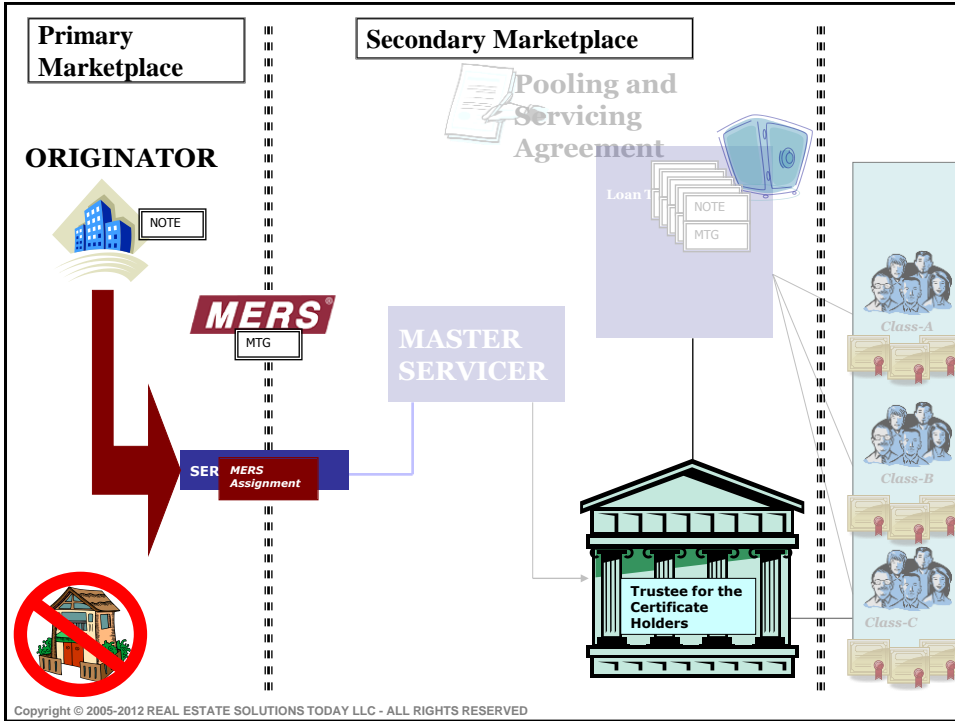 Primary
Marketplace
Secondary Marketplace
Pooling and
Servicing
Agreement
ORIGINATOR
NOTE
Loan T
NOTE
MTG
MERS®
MTG
MASTER
SERVICER
Class-A
SER
MERS
Assignment
Class-B
Trustee for the
Certificate
Holders
Class-C
Copyright © 2005-2012 REAL ESTATE SOLUTIONS TODAY LLC - ALL RIGHTS RESERVED